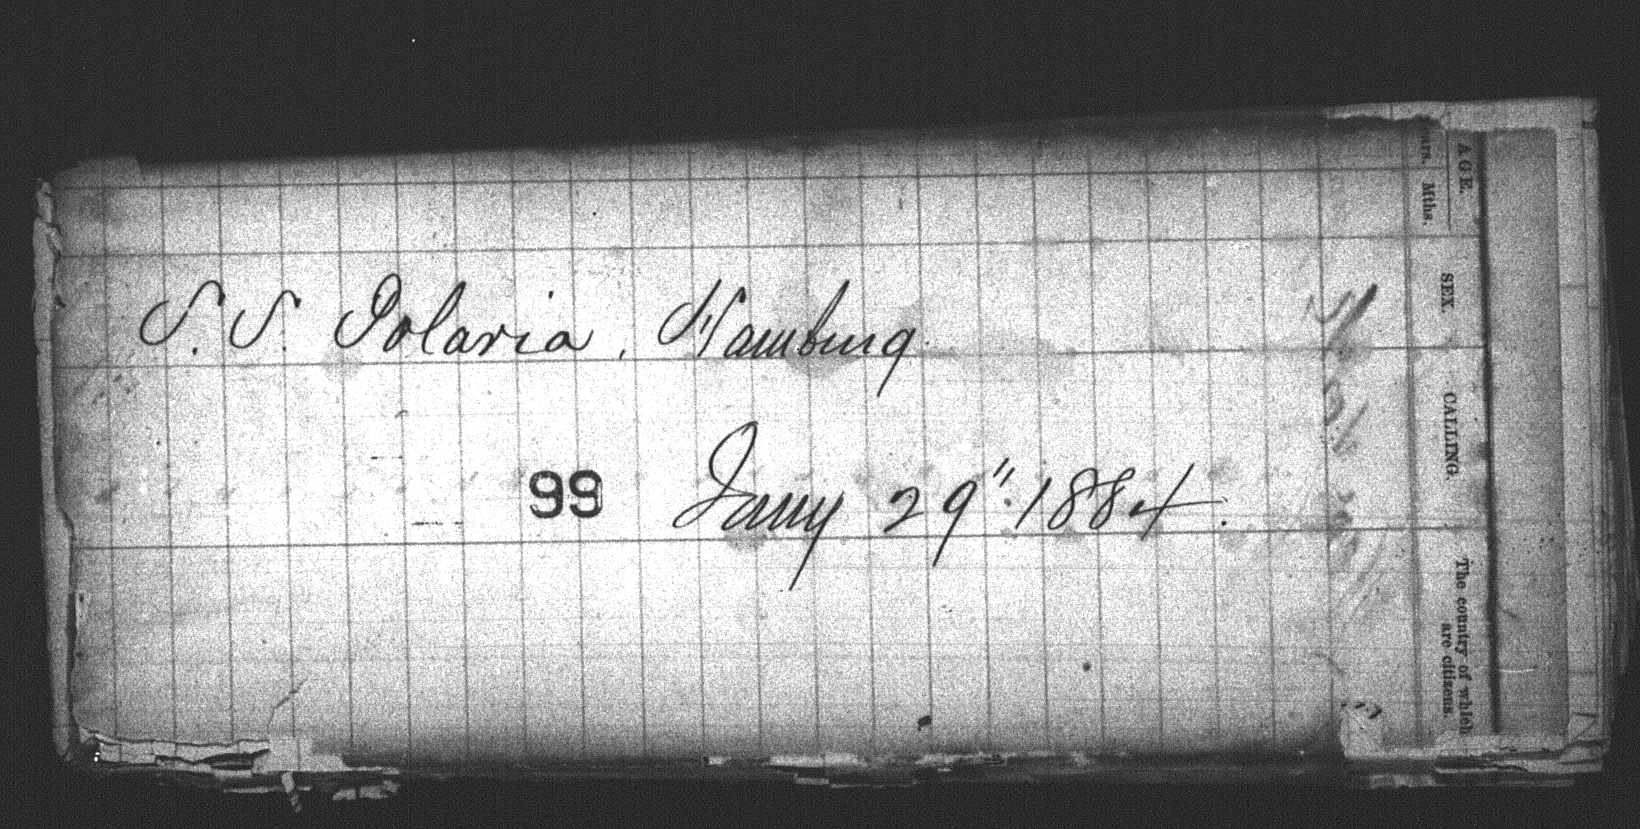 S. S. Polaria, Hamburg
99 Jany 29" 1884.
AGE.
Mths.
SEX.
CALLING.
The country of which
are citizens.